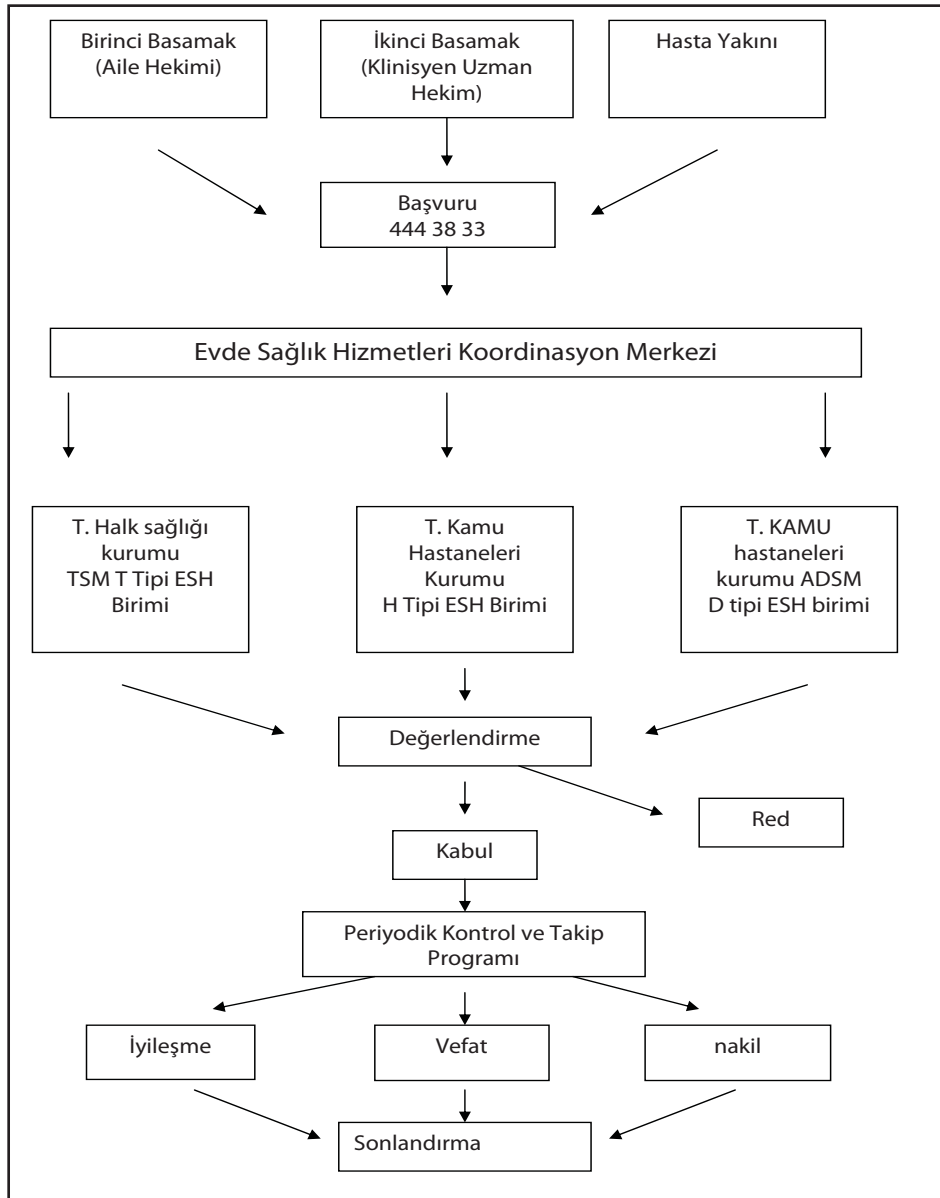 Birinci Basamak
(Aile Hekimi)
İkinci Basamak
(Klinisyen Uzman
Hekim)
Hasta Yakını
Başvuru
444 38 33
Evde Sağlık Hizmetleri Koordinasyon Merkezi
T. Halk sağlığı
kurumu
TSM T Tipi ESH
Birimi
T. Kamu
Hastaneleri
Kurumu
H Tipi ESH Birimi
T. KAMU
hastaneleri
kurumu ADSM
D tipi ESH birimi
Değerlendirme
Red
Kabul
Periyodik Kontrol ve Takip
Programı
İyileşme
Vefat
nakil
Sonlandırma